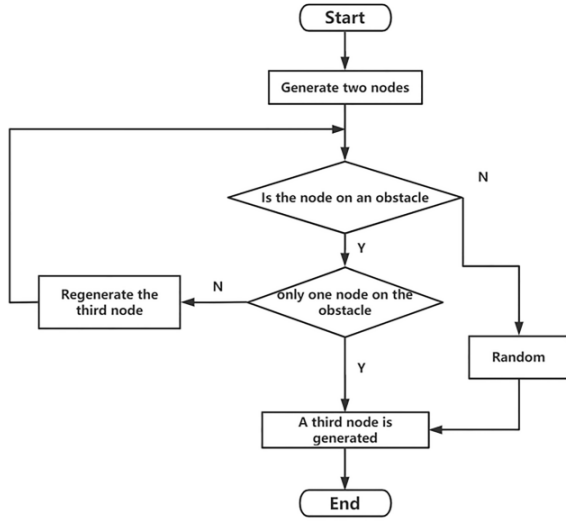 Start
Generate two nodes
Is the node on an obstacle
N
Y
only one node on the
obstacle
N
Regenerate the
third node
Random
Y
A third node is
generated
End